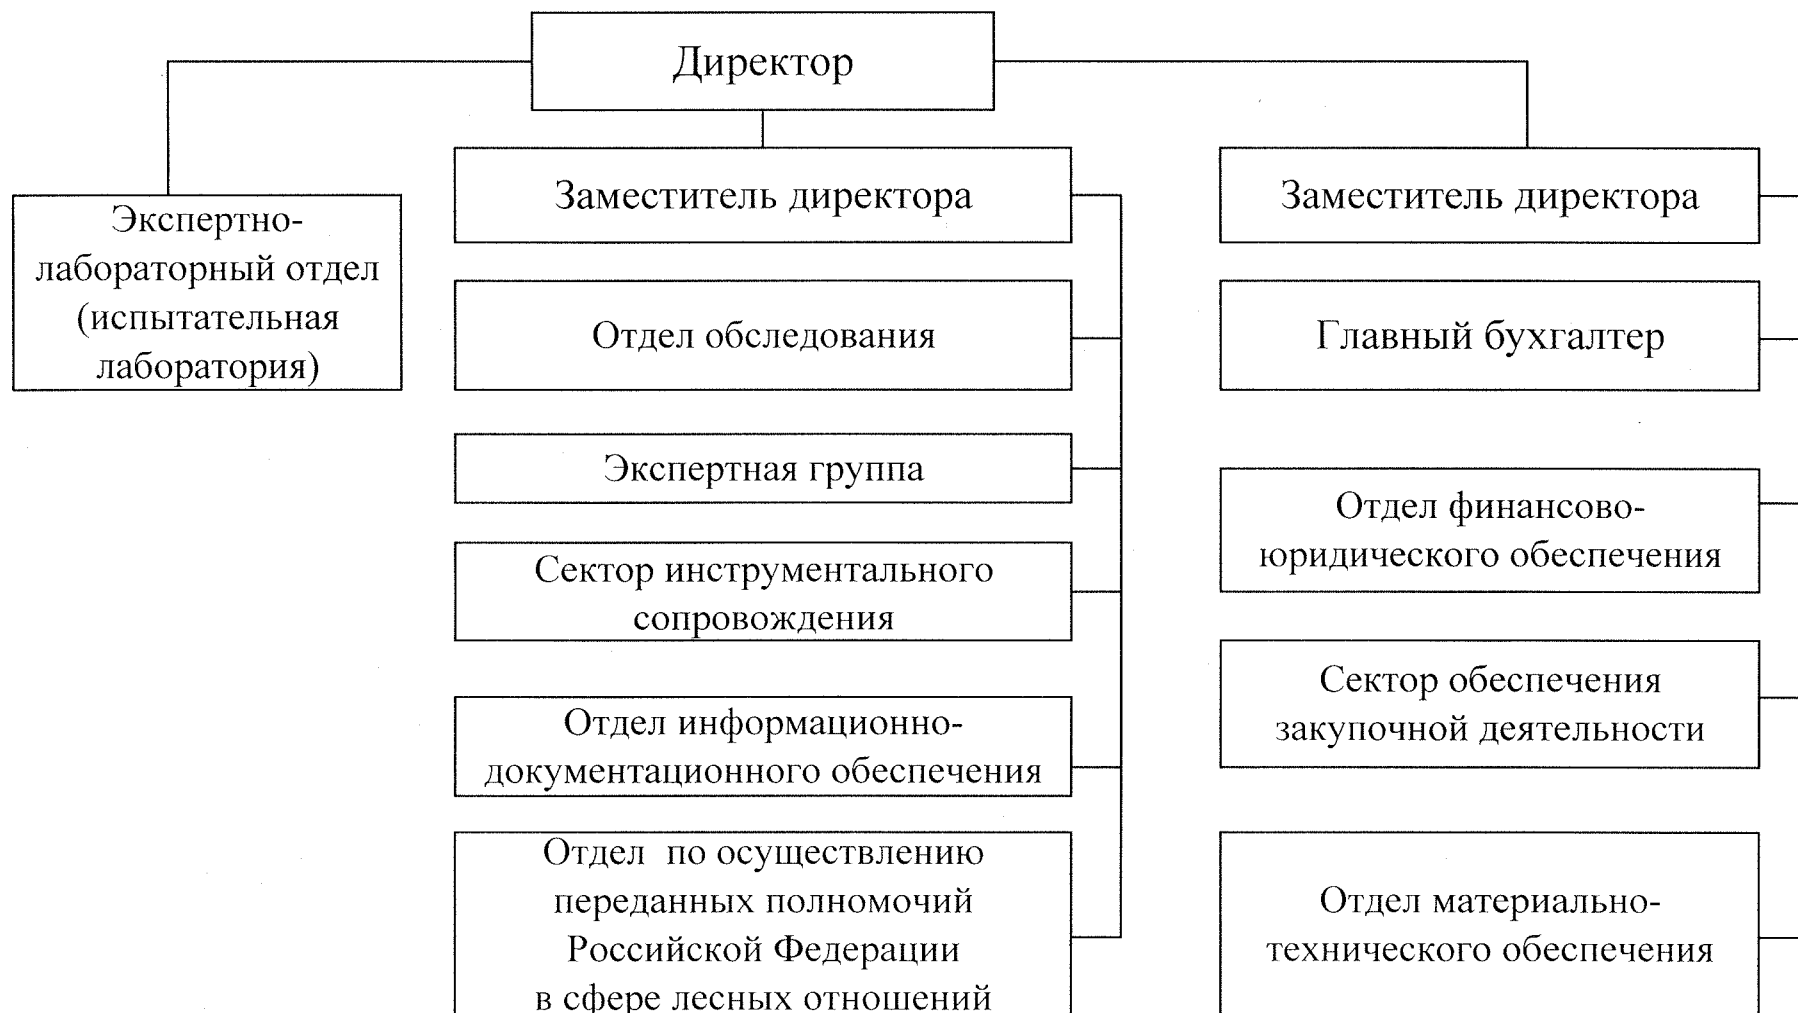 Директор
Экспертно-
лабораторный отдел
(испытательная
лаборатория)
Заместитель директора
Отдел обследования
Экспертная группа
Сектор инструментального
сопровождения
Отдел информационно-
документационного обеспечения
Отдел по осуществлению
переданных полномочий
Российской Федерации
в сфере лесных отношений
Заместитель директора
Главный бухгалтер
Отдел финансово-
юридического обеспечения
Сектор обеспечения
закупочной деятельности
Отдел материально-
технического обеспечения